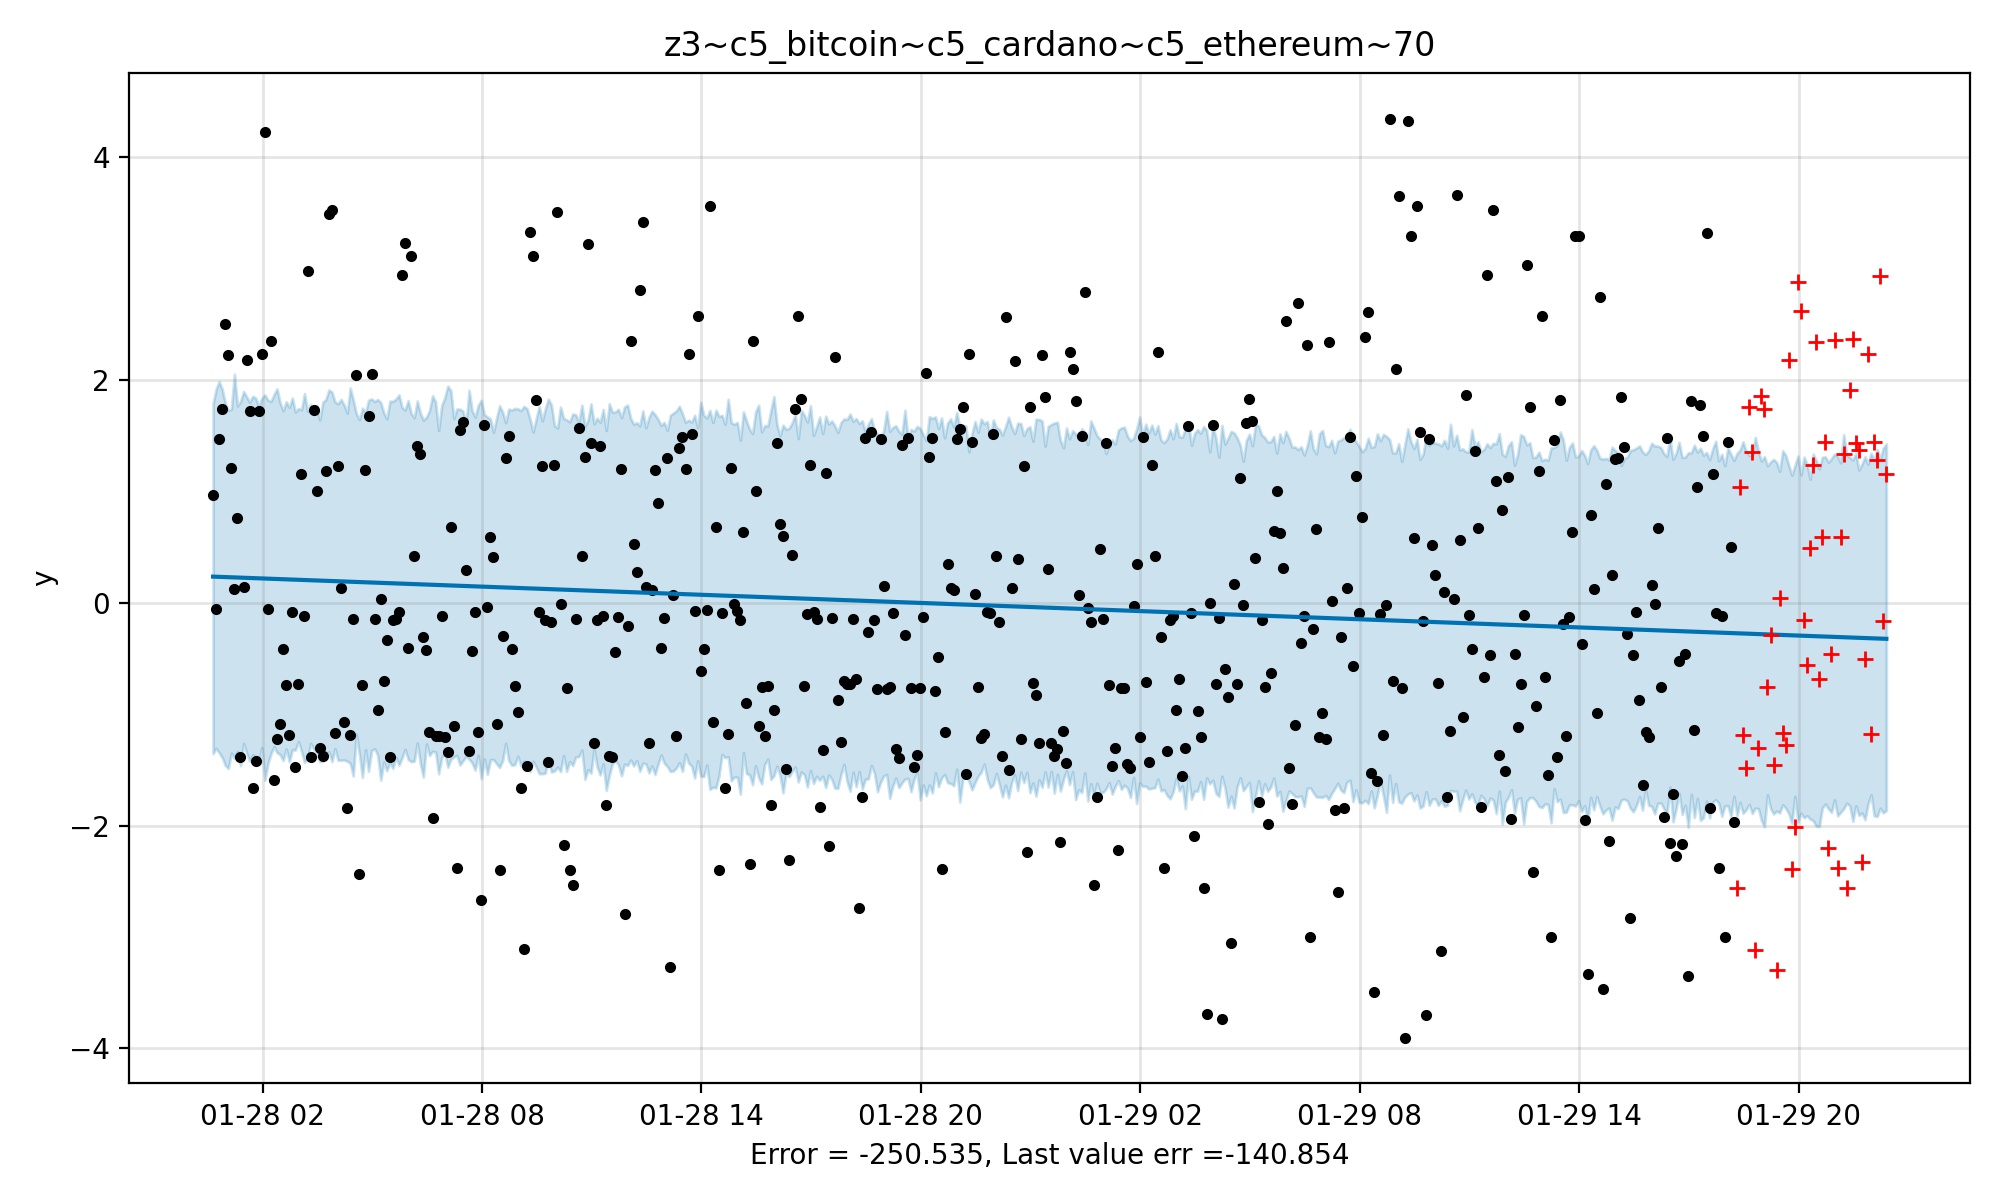 z3~c5_bitcoin~c5_cardano~c5_ethereum~70
4
2
0
−2
−4
y
01-28 02 01-28 08 01-28 14 01-28 20 01-29 02 01-29 08 01-29 14 01-29 20
Error = -250.535, Last value err =-140.854